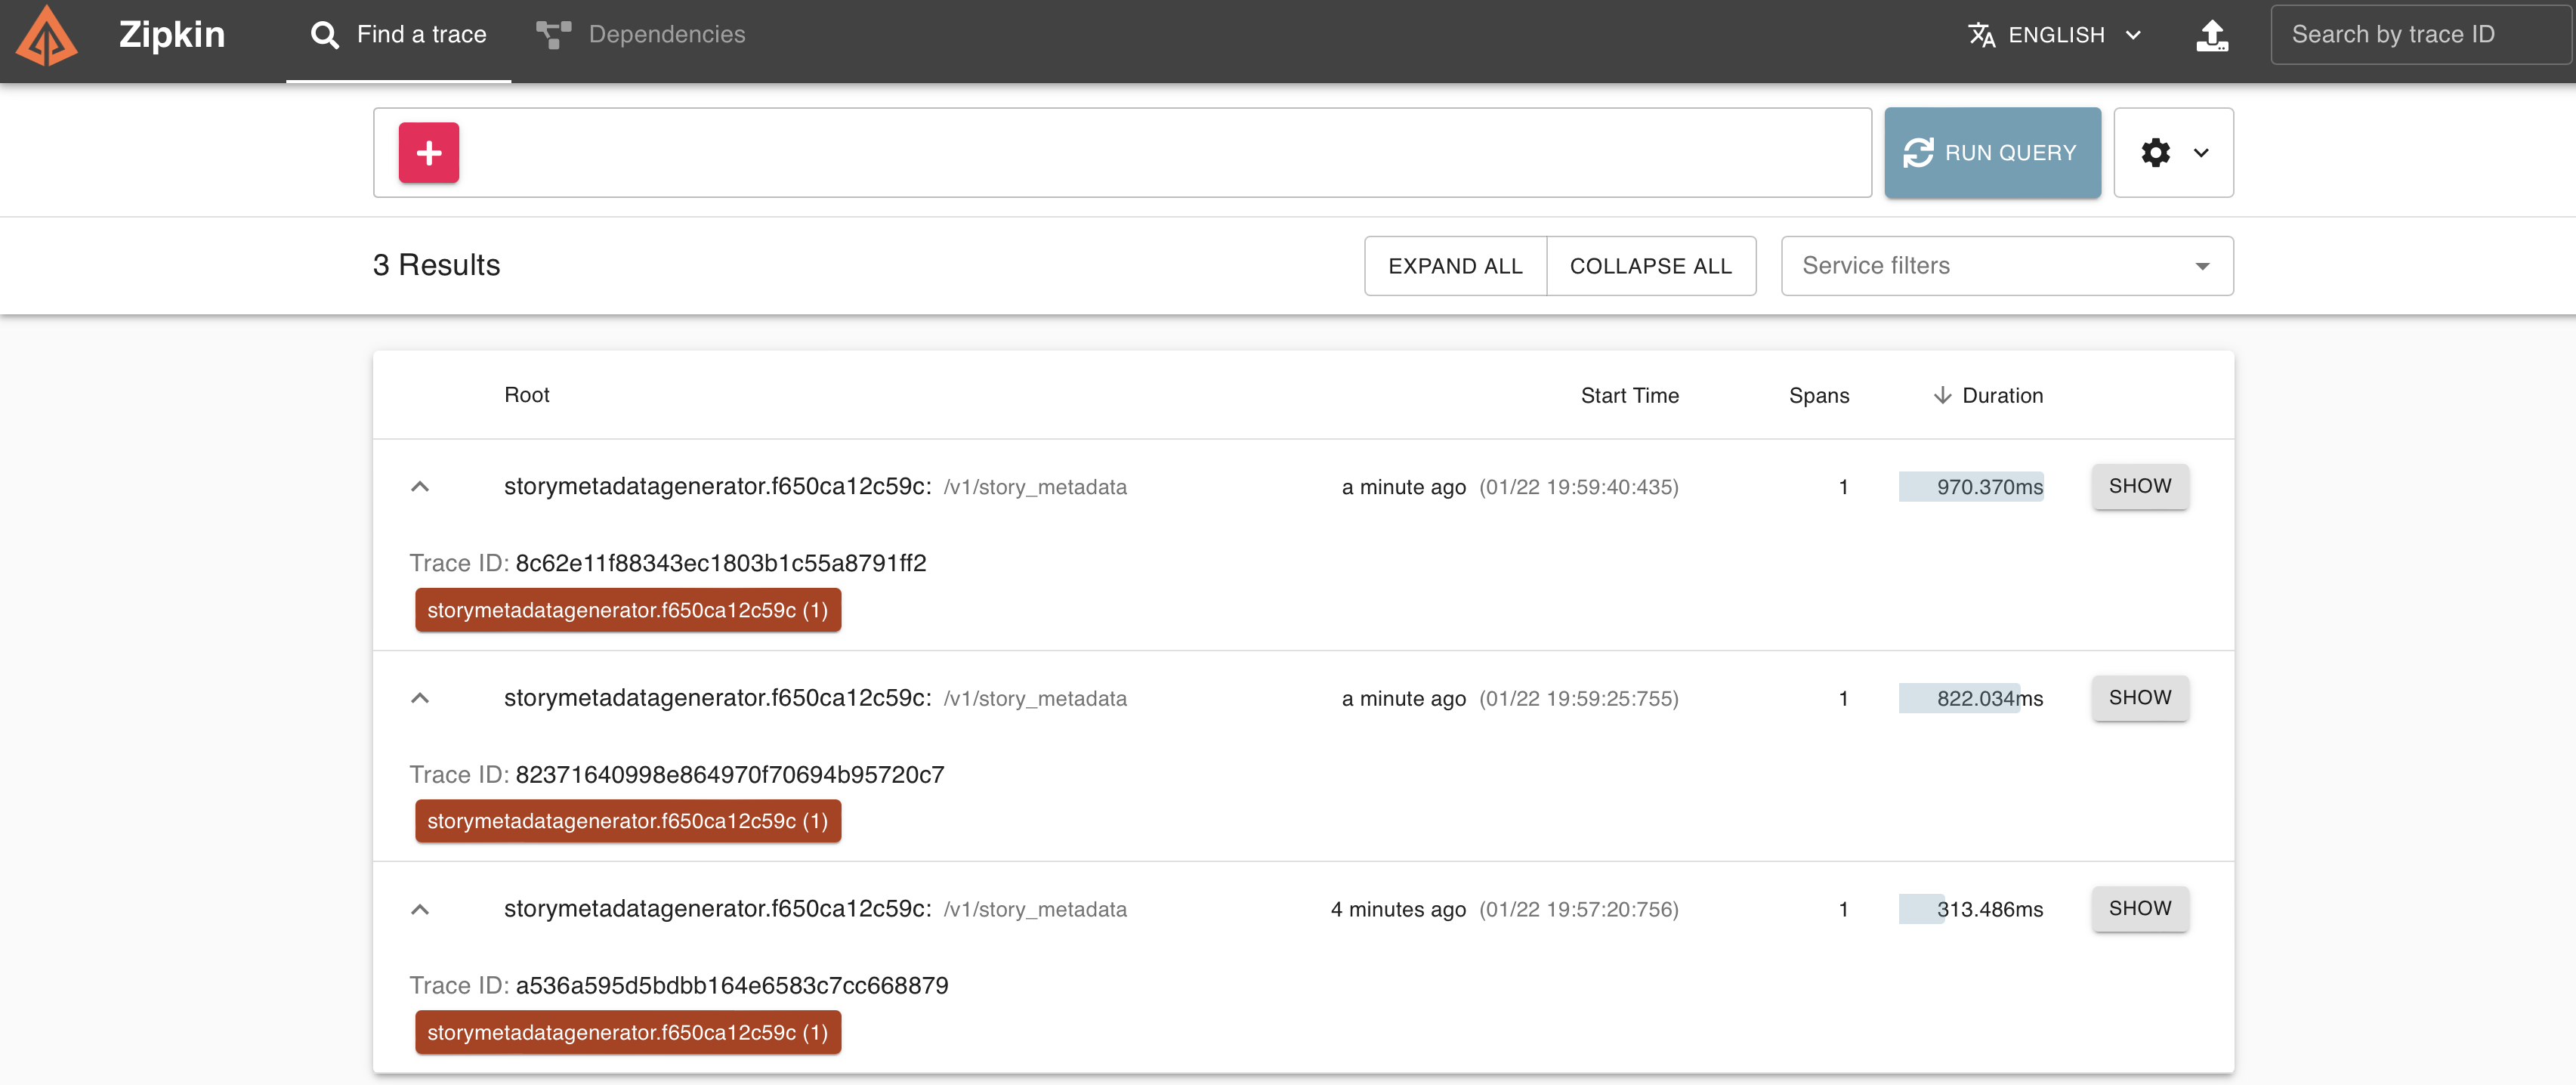 Zipkin
Find a trace
Dependencies
ENGLISH
Search by trace ID
RUN QUERY
3 Results
EXPAND ALL
COLLAPSE ALL
Service filters
Root Start Time Spans Duration
storymetadatagenerator.f650ca12c59c: /v1/story_metadata a minute ago (01/22 19:59:40:435) 1 970.370ms SHOW
Trace ID: 8c62e11f88343ec1803b1c55a8791ff2
storymetadatagenerator.f650ca12c59c (1)
storymetadatagenerator.f650ca12c59c: /v1/story_metadata a minute ago (01/22 19:59:25:755) 1 822.034ms SHOW
Trace ID: 82371640998e864970f70694b95720c7
storymetadatagenerator.f650ca12c59c (1)
storymetadatagenerator.f650ca12c59c: /v1/story_metadata 4 minutes ago (01/22 19:57:20:756) 1 313.486ms SHOW
Trace ID: a536a595d5bdbb164e6583c7cc668879
storymetadatagenerator.f650ca12c59c (1)